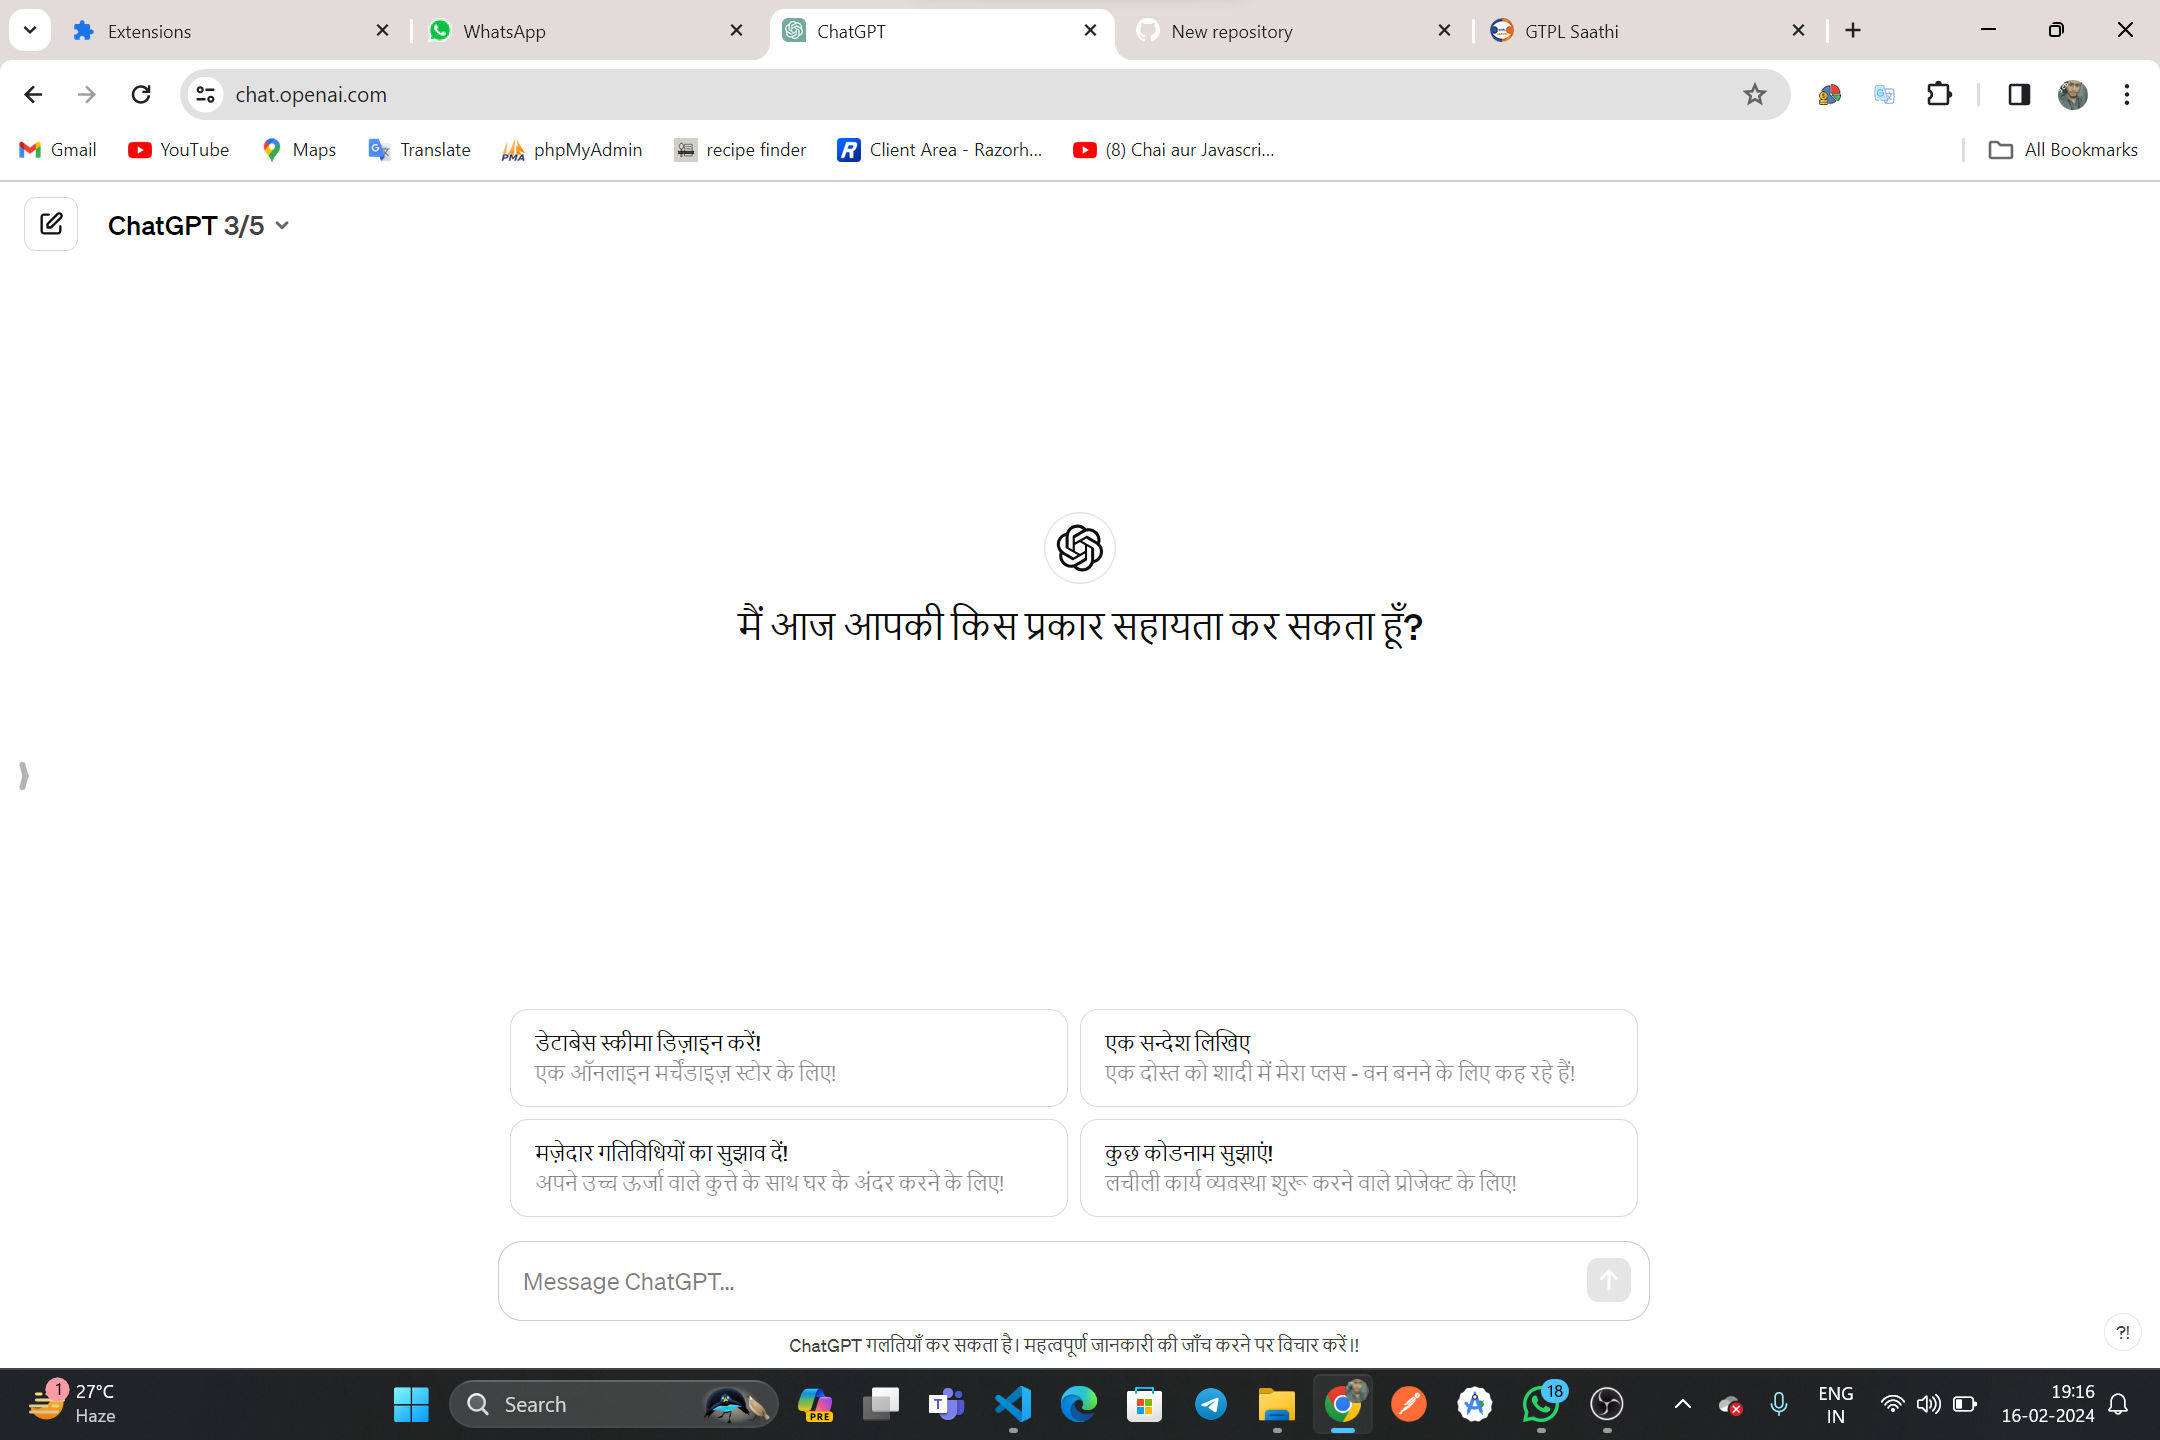 Extensions
WhatsApp
ChatGPT
New repository
GTPL Saathi
chat.openai.com
Gmail
YouTube
Maps
Translate
phpMyAdmin
recipe finder
Client Area - Razorh...
(8) Chai aur Javascri...
All Bookmarks
ChatGPT 3/5
मैं आज आपकी किस प्रकार सहायता कर सकता हूँ?
डेटाबेस स्कीमा डिज़ाइन करें!
एक ऑनलाइन मर्चेंडाइज़ स्टोर के लिए!
एक सन्देश लिखिए
एक दोस्त को शादी में मेरा प्लस - वन बनने के लिए कह रहे हैं!
मज़ेदार गतिविधियों का सुझाव दें!
अपने उच्च ऊर्जा वाले कुत्ते के साथ घर के अंदर करने के लिए!
कुछ कोडनाम सुझाएं!
लचीली कार्य व्यवस्था शुरू करने वाले प्रोजेक्ट के लिए!
Message ChatGPT...
ChatGPT गलतियाँ कर सकता है। महत्वपूर्ण जानकारी की जाँच करने पर विचार करें।!
?!
1
27°C
Haze
Search
PRE
18
ENG
IN
19:16
16-02-2024